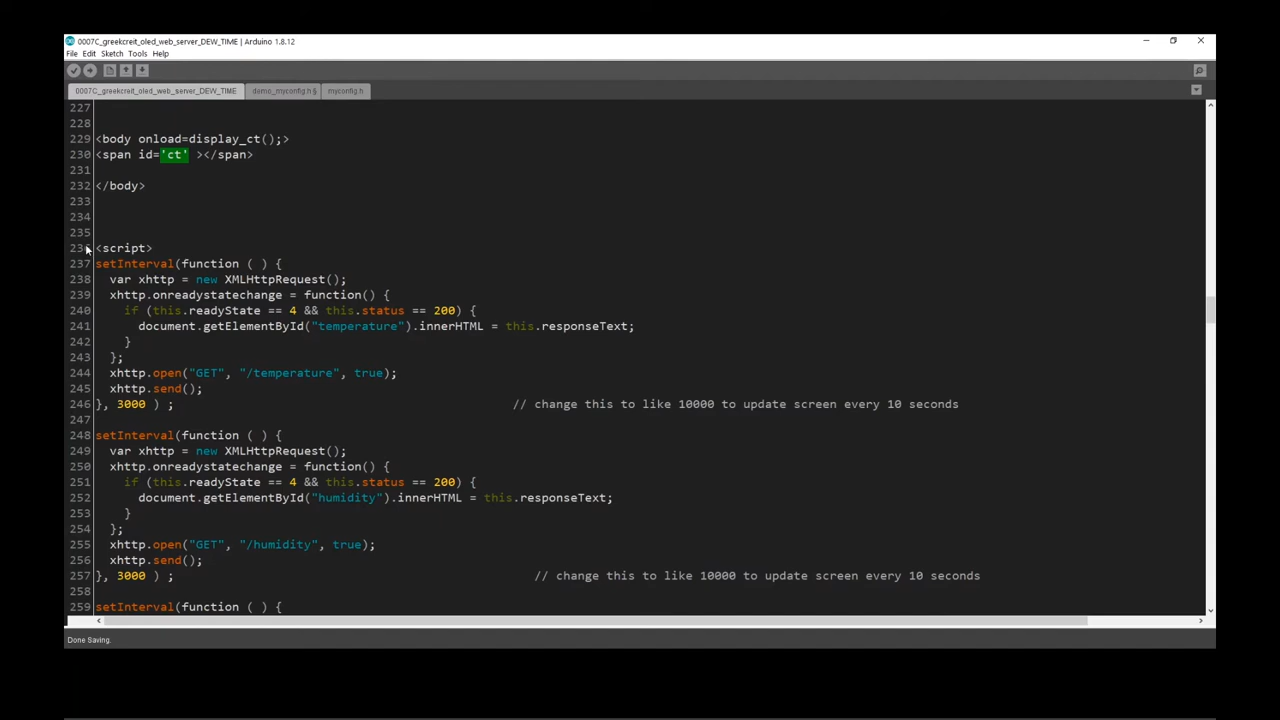 0007C_greekcreit_oled_web_server_DEW_TIME | Arduino 1.8.12
File Edit Sketch Tools Help
0007C_greekcreit_oled_web_server_DEW_TIME demo_myconfig.h § myconfig.h
227
228
229 <body onload=display_ct();>
230 <span id='ct' ></span>
231
232 </body>
233
234
235
236 <script>
237 setInterval(function ( ) {
238 var xhttp = new XMLHttpRequest();
239 xhttp.onreadystatechange = function() {
240 if (this.readyState == 4 && this.status == 200) {
241 document.getElementById("temperature").innerHTML = this.responseText;
242 }
243 };
244 xhttp.open("GET", "/temperature", true);
245 xhttp.send();
246 }, 3000 ) ; // change this to like 10000 to update screen every 10 seconds
247
248 setInterval(function ( ) {
249 var xhttp = new XMLHttpRequest();
250 xhttp.onreadystatechange = function() {
251 if (this.readyState == 4 && this.status == 200) {
252 document.getElementById("humidity").innerHTML = this.responseText;
253 }
254 };
255 xhttp.open("GET", "/humidity", true);
256 xhttp.send();
257 }, 3000 ) ; // change this to like 10000 to update screen every 10 seconds
258
259 setInterval(function ( ) {
Done Saving.